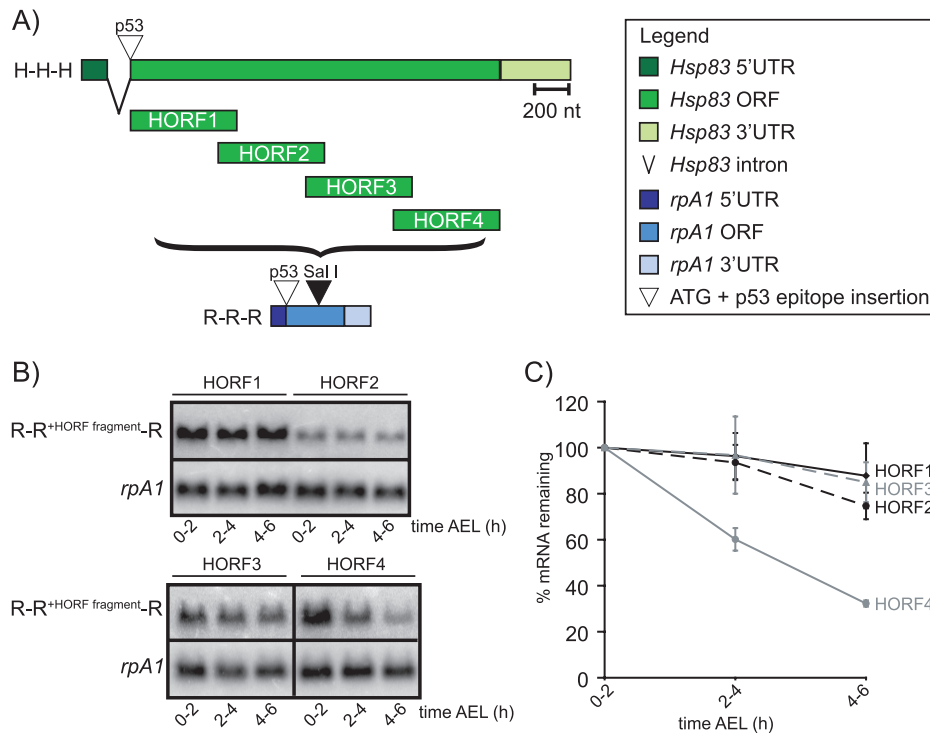 A)
p53
H-H-H
200 nt
HORF1
HORF2
HORF3
HORF4
p53 Sal I
R-R-R
Legend
Hsp83 5'UTR
Hsp83 ORF
Hsp83 3'UTR
Hsp83 intron
rpA1 5'UTR
rpA1 ORF
rpA1 3'UTR
ATG + p53 epitope insertion
B)
HORF1 HORF2
R-R+HORF fragment-R
rpA1
0-2 2-4 4-6 0-2 2-4 4-6 time AEL (h)
HORF3 HORF4
R-R+HORF fragment-R
rpA1
0-2 2-4 4-6 0-2 2-4 4-6 time AEL (h)
C)
% mRNA remaining
120
100
80
60
40
20
0
HORF1
HORF3
HORF2
HORF4
0-2 2-4 4-6
time AEL (h)